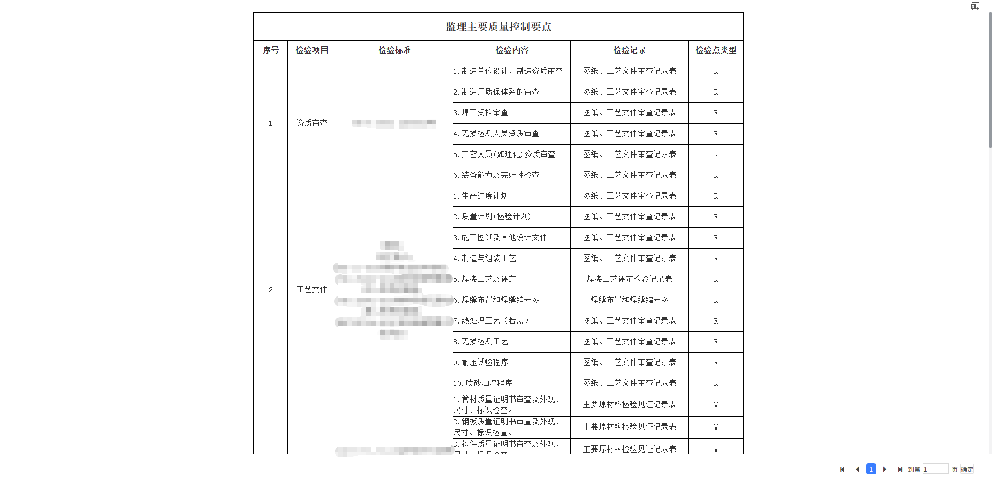 监理主要质量控制要点
序号 检验项目 检验标准 检验内容 检验记录 检验点类型
1 资质审查
1.制造单位设计、制造资质审查 图纸、工艺文件审查记录表 R
2.制造厂质保体系的审查 图纸、工艺文件审查记录表 R
3.焊工资格审查 图纸、工艺文件审查记录表 R
4.无损检测人员资质审查 图纸、工艺文件审查记录表 R
5.其它人员(如理化)资质审查 图纸、工艺文件审查记录表 R
6.装备能力及完好性检查 图纸、工艺文件审查记录表 R
2 工艺文件
1.生产进度计划 图纸、工艺文件审查记录表 R
2.质量计划(检验计划) 图纸、工艺文件审查记录表 R
3.施工图纸及其他设计文件 图纸、工艺文件审查记录表 R
4.制造与组装工艺 图纸、工艺文件审查记录表 R
5.焊接工艺及评定 焊接工艺评定检验记录表 R
6.焊缝布置和焊缝编号图 焊缝布置和焊缝编号图 R
7.热处理工艺（若需） 图纸、工艺文件审查记录表 R
8.无损检测工艺 图纸、工艺文件审查记录表 R
9.耐压试验程序 图纸、工艺文件审查记录表 R
10.喷砂油漆程序 图纸、工艺文件审查记录表 R
1.管材质量证明书审查及外观、
尺寸、标识检查。 主要原材料检验见证记录表 W
2.钢板质量证明书审查及外观、
尺寸、标识检查。 主要原材料检验见证记录表 W
3.锻件质量证明书审查及外观、
主要原材料检验见证记录表 W
1 到第 1 页 确定